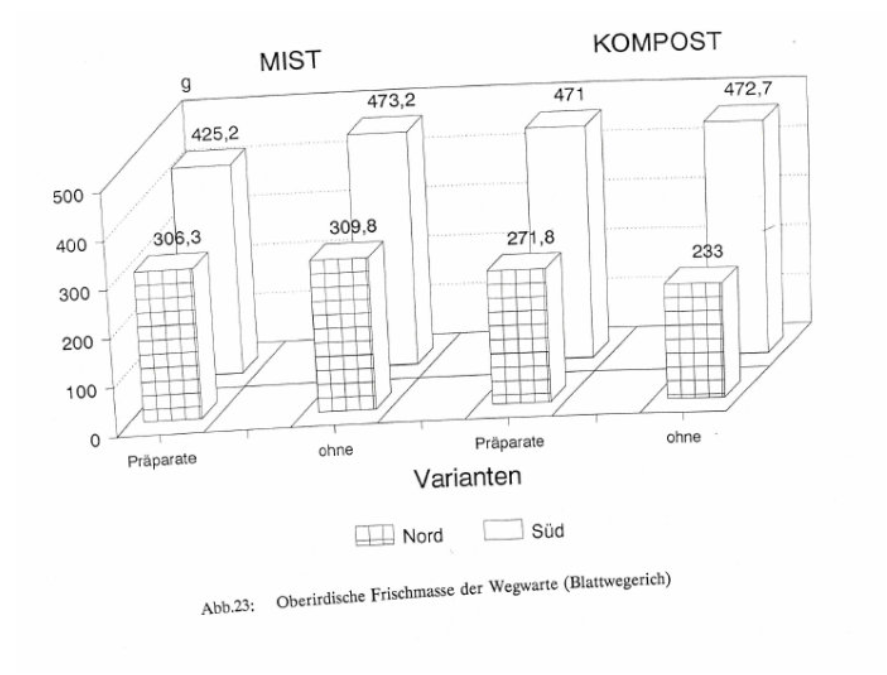 MIST KOMPOST
g
425,2 473,2 471 472,7
500
400
300
200
100
0
306,3 309,8 271,8 233
Präparate ohne Präparate ohne
Varianten
Nord Süd
Abb.23: Oberirdische Frischmasse der Wegwarte (Blattwegerich)